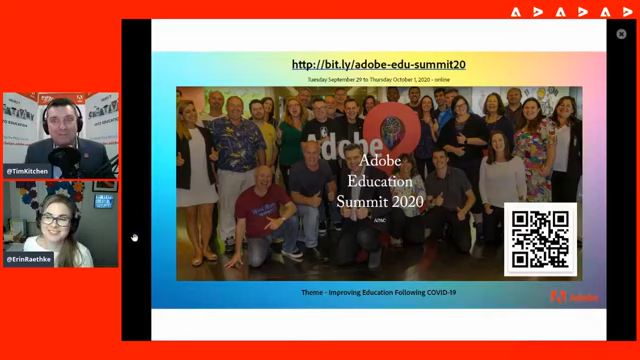 http://bit.ly/adobe-edu-summit20
Tuesday September 29 to Thursday October 1, 2020 - online
Adobe
Adobe
Education
Summit 2020
APAC
@TimKitchen
@ErinRaethke
Theme - Improving Education Following COVID-19
Adobe